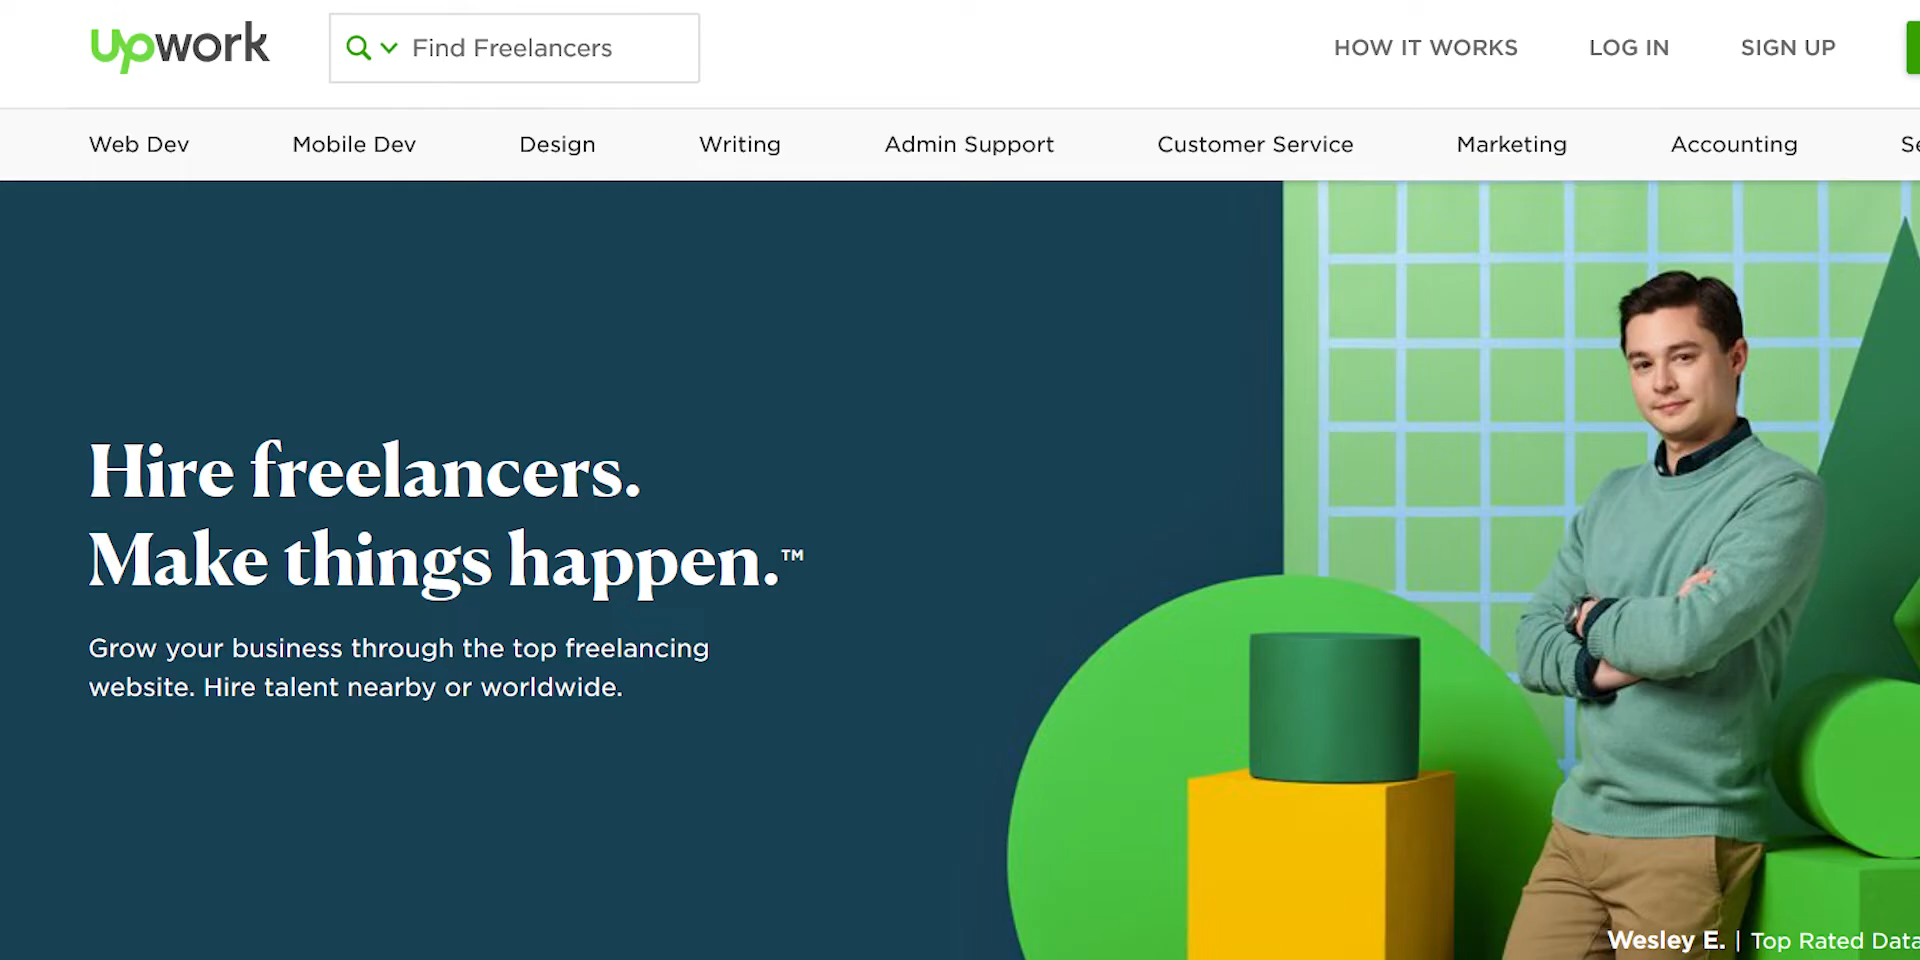 upwork
Find Freelancers
HOW IT WORKS
LOG IN
SIGN UP
Web Dev
Mobile Dev
Design
Writing
Admin Support
Customer Service
Marketing
Accounting
Hire freelancers.
Make things happen.™
Grow your business through the top freelancing
website. Hire talent nearby or worldwide.
Wesley E. | Top Rated Data